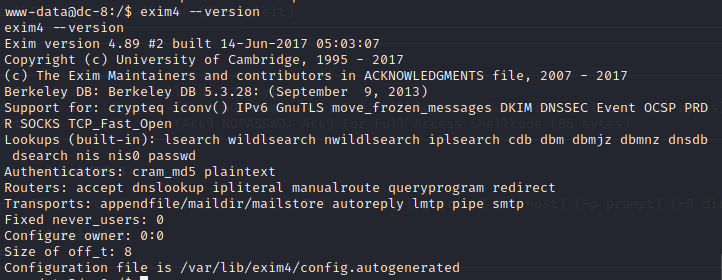 www-data@dc-8:/$ exim4 --version
exim4 --version
Exim version 4.89 #2 built 14-Jun-2017 05:03:07
Copyright (c) University of Cambridge, 1995 - 2017
(c) The Exim Maintainers and contributors in ACKNOWLEDGMENTS file, 2007 - 2017
Berkeley DB: Berkeley DB 5.3.28: (September  9, 2013)
Support for: crypteq iconv() IPv6 GnuTLS move_frozen_messages DKIM DNSSEC Event OCSP PRD
R SOCKS TCP_Fast_Open
Lookups (built-in): lsearch wildlsearch nwildlsearch iplsearch cdb dbm dbmjz dbmnz dnsdb
 dsearch nis nis0 passwd
Authenticators: cram_md5 plaintext
Routers: accept dnslookup ipliteral manualroute queryprogram redirect
Transports: appendfile/maildir/mailstore autoreply lmtp pipe smtp
Fixed never_users: 0
Configure owner: 0:0
Size of off_t: 8
Configuration file is /var/lib/exim4/config.autogenerated